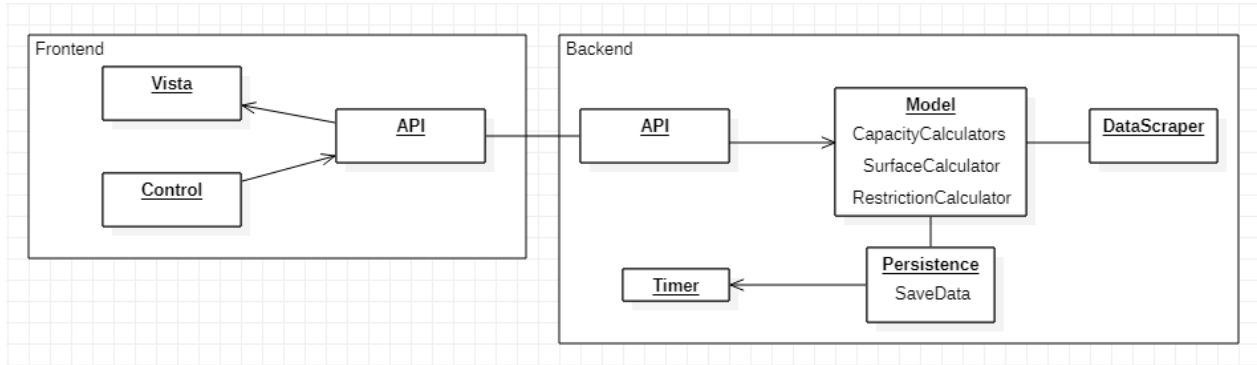 Frontend
Vista
API
Control
Backend
API
Model
CapacityCalculators
SurfaceCalculator
RestrictionCalculator
DataScraper
Persistence
SaveData
Timer